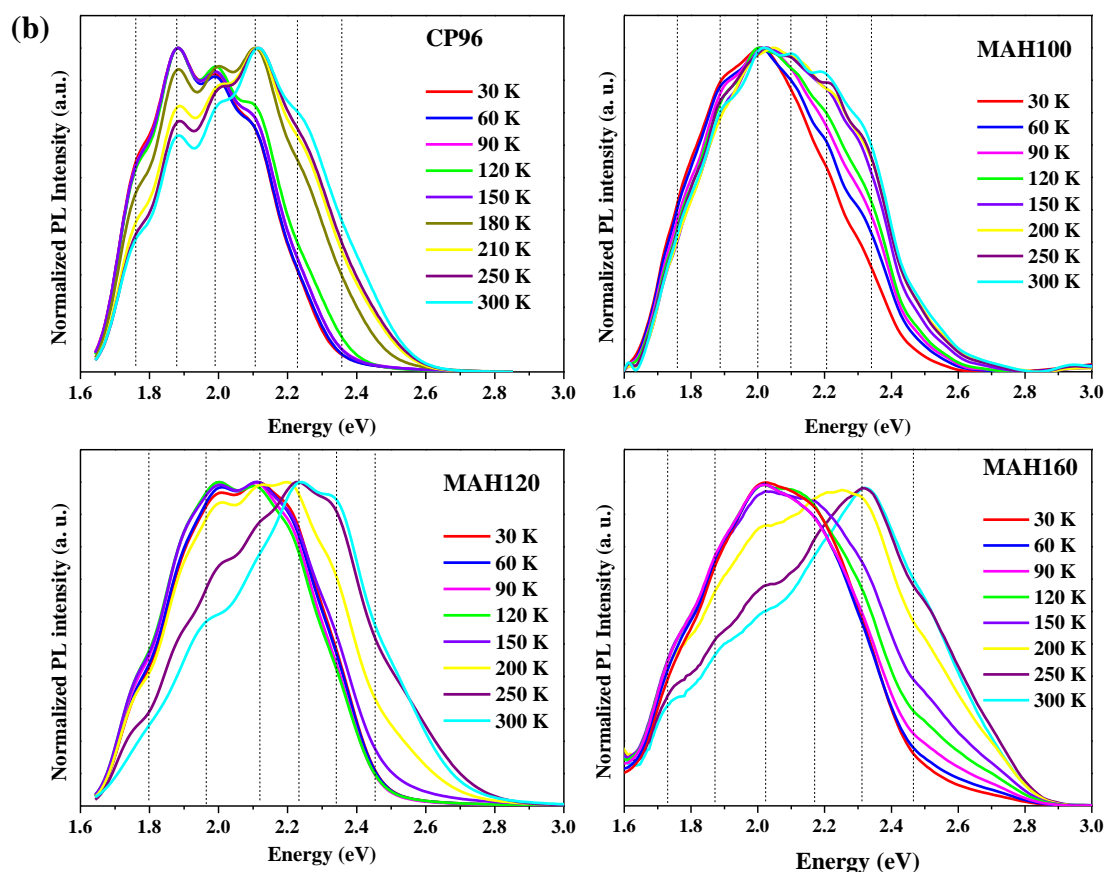 (b)
CP96
30 K
60 K
90 K
120 K
150 K
180 K
210 K
250 K
300 K
Normalized PL Intensity (a.u.)
1.6 1.8 2.0 2.2 2.4 2.6 2.8 3.0
Energy (eV)
MAH100
30 K
60 K
90 K
120 K
150 K
200 K
250 K
300 K
Normalized PL intensity (a. u.)
1.6 1.8 2.0 2.2 2.4 2.6 2.8 3.0
Energy (eV)
MAH120
30 K
60 K
90 K
120 K
150 K
200 K
250 K
300 K
Normalized PL intensity (a. u.)
1.6 1.8 2.0 2.2 2.4 2.6 2.8 3.0
Energy (eV)
MAH160
30 K
60 K
90 K
120 K
150 K
200 K
250 K
300 K
Normalized PL Intensity (a. u.)
1.6 1.8 2.0 2.2 2.4 2.6 2.8 3.0
Energy (eV)